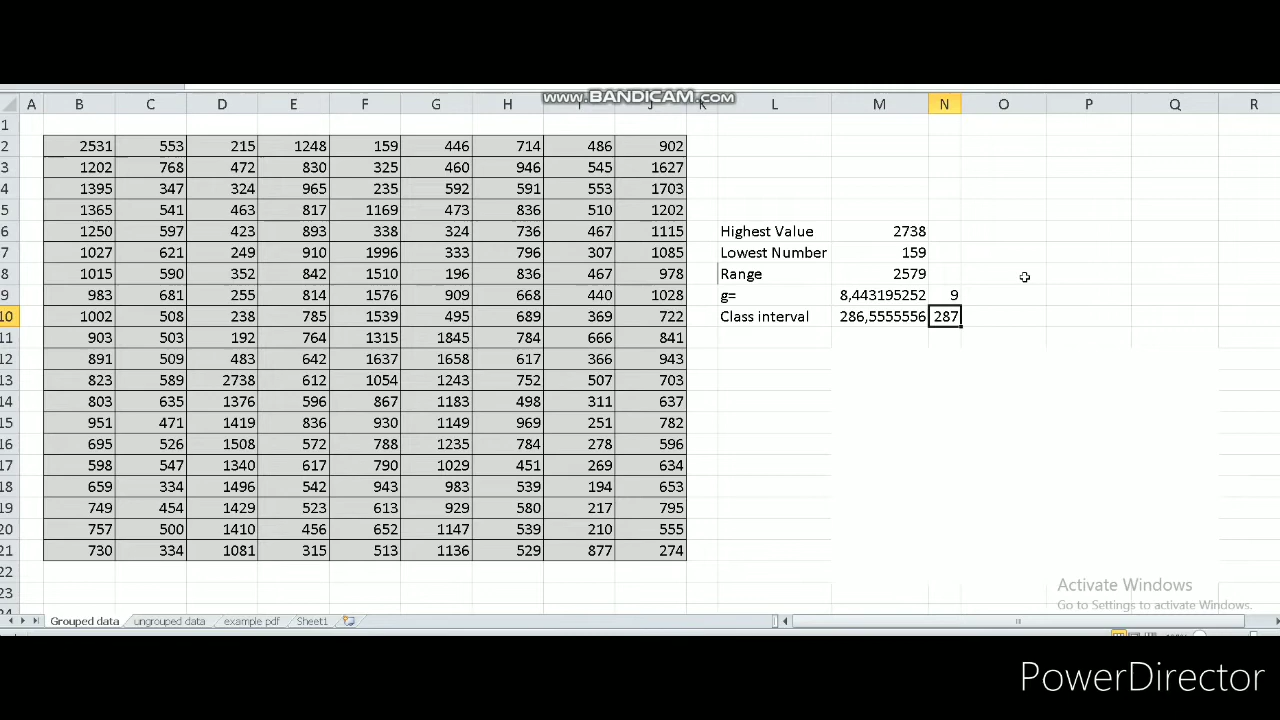 www.BANDICAM.com
A B C D E F G H I J K L M N O P Q R
1
2 2531 553 215 1248 159 446 714 486 902
3 1202 768 472 830 325 460 946 545 1627
4 1395 347 324 965 235 592 591 553 1703
5 1365 541 463 817 1169 473 836 510 1202
6 1250 597 423 893 338 324 736 467 1115 Highest Value 2738
7 1027 621 249 910 1996 333 796 307 1085 Lowest Number 159
8 1015 590 352 842 1510 196 836 467 978 Range 2579
9 983 681 255 814 1576 909 668 440 1028 g= 8,443195252 9
10 1002 508 238 785 1539 495 689 369 722 Class interval 286,5555556 287
11 903 503 192 764 1315 1845 784 666 841
12 891 509 483 642 1637 1658 617 366 943
13 823 589 2738 612 1054 1243 752 507 703
14 803 635 1376 596 867 1183 498 311 637
15 951 471 1419 836 930 1149 969 251 782
16 695 526 1508 572 788 1235 784 278 596
17 598 547 1340 617 790 1029 451 269 634
18 659 334 1496 542 943 983 539 194 653
19 749 454 1429 523 613 929 580 217 795
20 757 500 1410 456 652 1147 539 210 555
21 730 334 1081 315 513 1136 529 877 274
22
23
Activate Windows
Go to Settings to activate Windows.
Grouped data ungrouped data example pdf Sheet1
PowerDirector